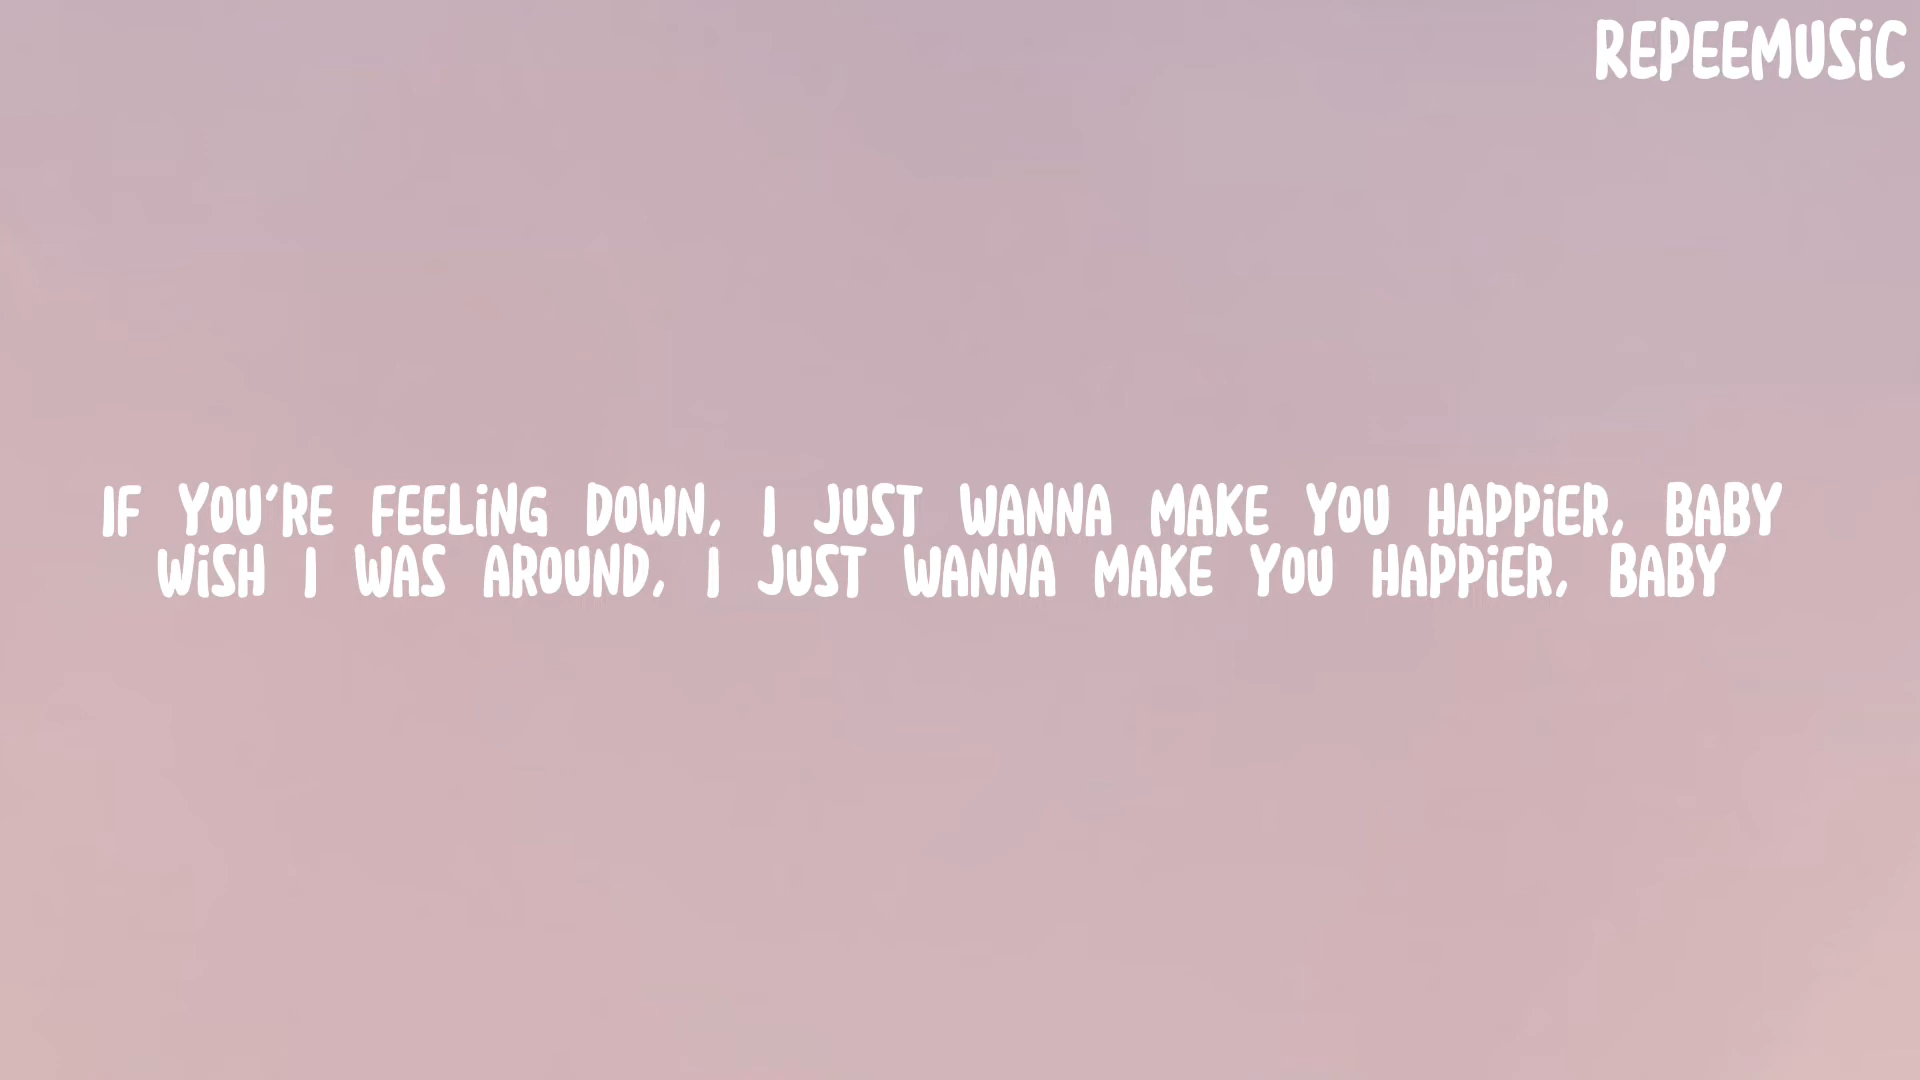 REPEEMUSiC
IF YOU'RE FEELiNG DOWN, I JUST WANNA MAKE YOU HAPPiER, BABY
WiSH I WAS AROUND, I JUST WANNA MAKE YOU HAPPiER, BABY